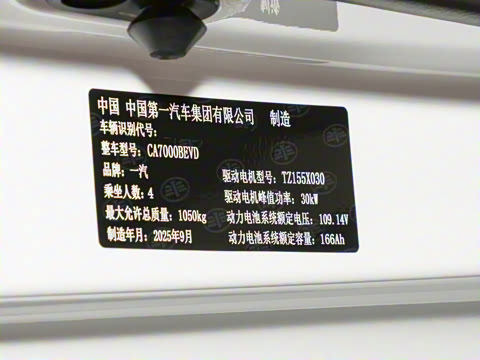 中国 中国第一汽车集团有限公司 制造
车辆识别代号:
整车型号: CA7000BEVD
品牌: 一汽 驱动电机型号: TZ155X030
乘坐人数: 4 驱动电机峰值功率: 30kW
最大允许总质量: 1050kg 动力电池系统额定电压: 109.14V
制造年月: 2025年9月 动力电池系统额定容量: 166Ah